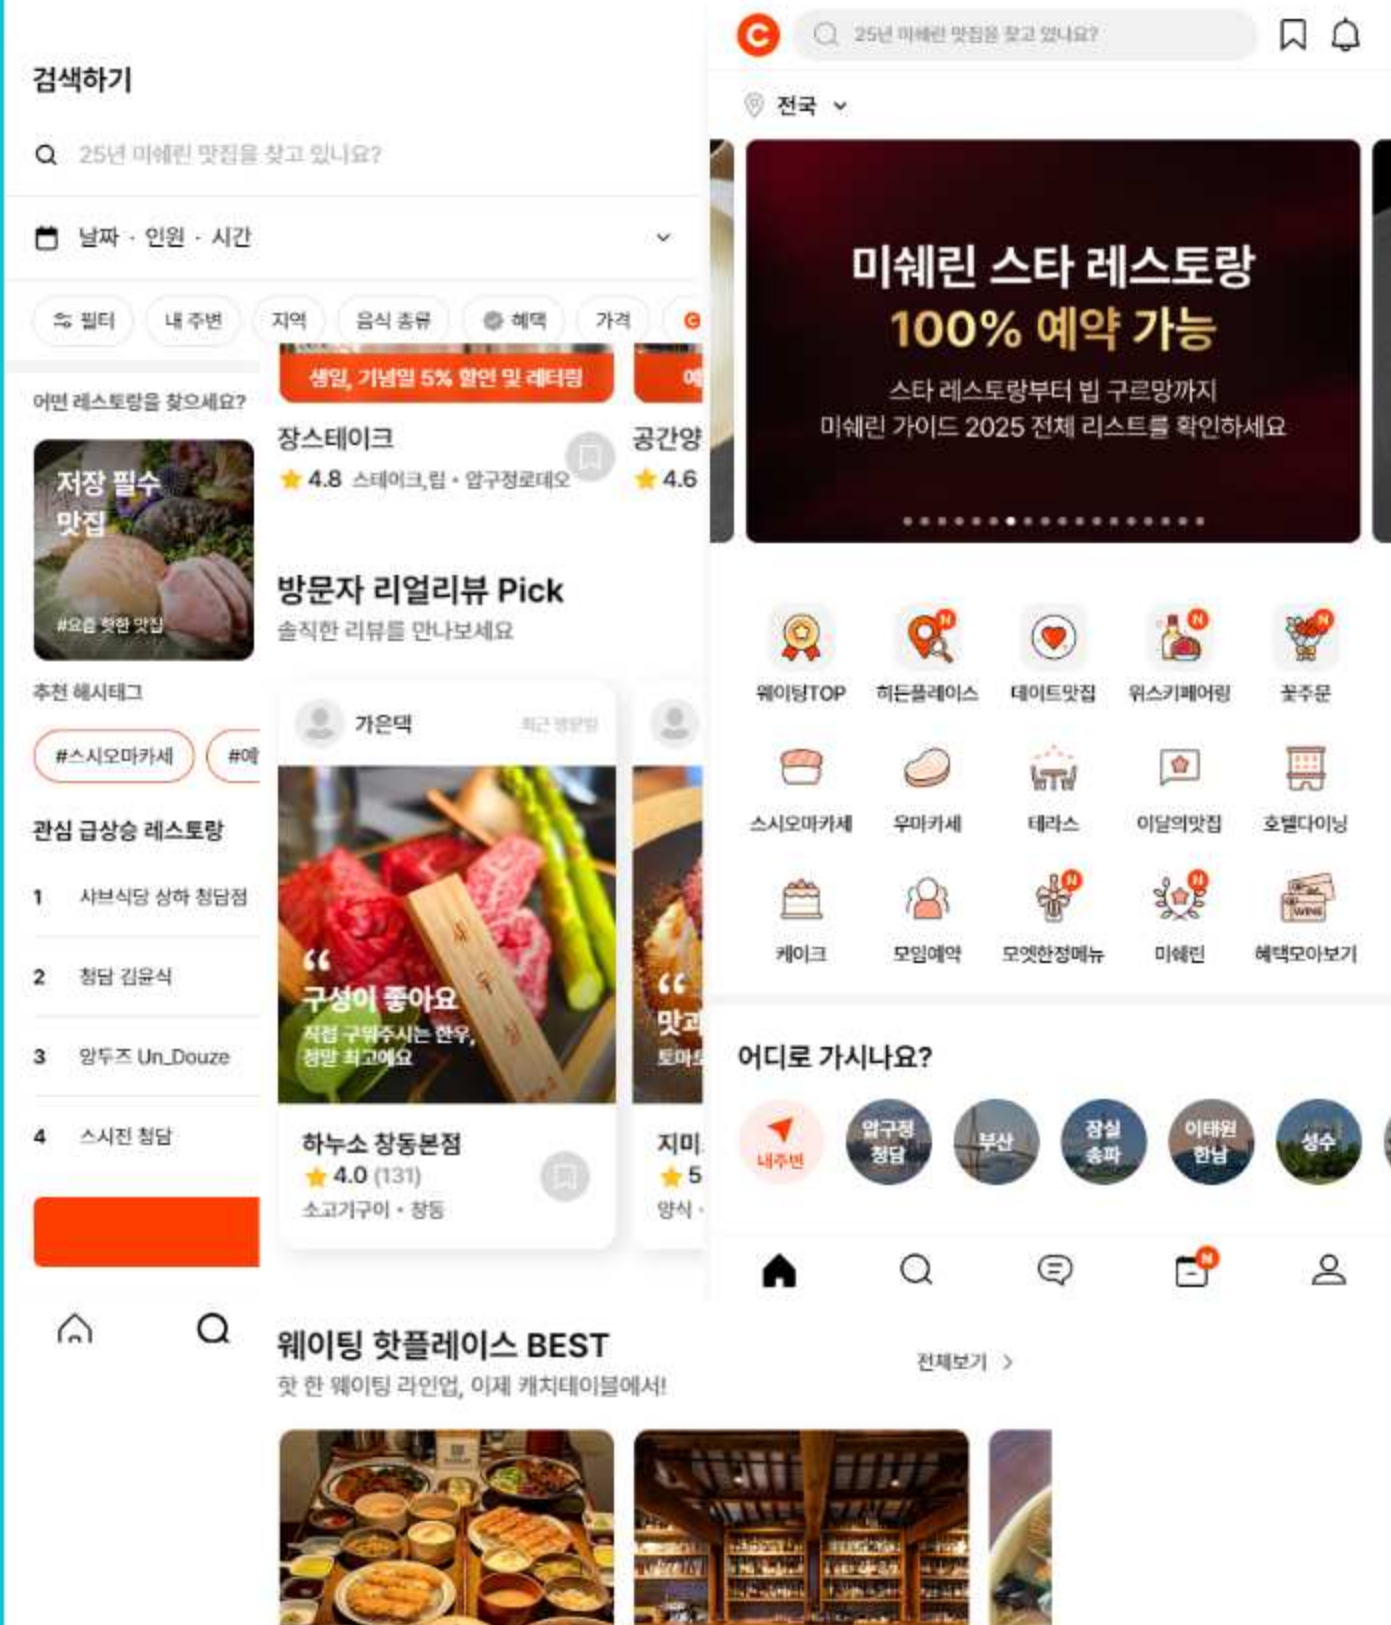 검색하기
25년 미쉐린 맛집을 찾고 있나요?
날짜 · 인원 · 시간
필터
내 주변
지역
음식 종류
혜택
가격
어떤 레스토랑을 찾으세요?
저장 필수
맛집
#요즘 핫한 맛집
추천 해시태그
#스시오마카세
관심 급상승 레스토랑
1 샤브식당 상하 청담점
2 청담 김윤식
3 앙두즈 Un_Douze
4 스시전 청담
생일, 기념일 5% 할인 및 레터링
장스테이크
4.8 스테이크,립 • 압구정로데오
공간양
4.6
방문자 리얼리뷰 Pick
솔직한 리뷰를 만나보세요
가은댁
최근 방문일
새우살
“
구성이 좋아요
직접 구워주시는 한우,
정말 최고예요
하누소 창동본점
4.0 (131)
소고기구이 • 창동
“
맛과
토마토
지미
5
양식 •
웨이팅 핫플레이스 BEST
전체보기 >
핫 한 웨이팅 라인업, 이제 캐치테이블에서!
C
25년 미쉐린 맛집을 찾고 있나요?
전국
미쉐린 스타 레스토랑
100% 예약 가능
스타 레스토랑부터 빕 구르망까지
미쉐린 가이드 2025 전체 리스트를 확인하세요
N
N
N
웨이팅TOP
히든플레이스
데이트맛집
위스키페어링
꽃주문
스시오마카세
우마카세
테라스
이달의맛집
호텔다이닝
N
N
WINE
케이크
모임예약
모엣한정메뉴
미쉐린
혜택모아보기
어디로 가시나요?
내주변
압구정
청담
부산
잠실
송파
이태원
한남
성수
N